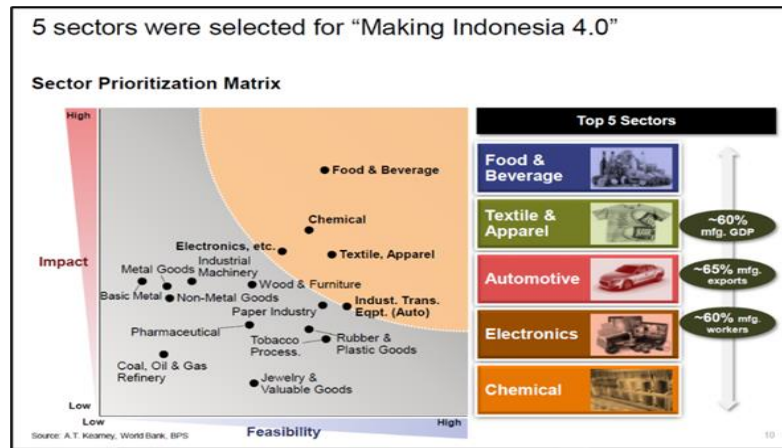 5 sectors were selected for “Making Indonesia 4.0”
Sector Prioritization Matrix
High
Impact
Low
Food & Beverage
Chemical
Electronics, etc.
Textile, Apparel
Industrial
Machinery
Metal Goods
Basic Metal
Non-Metal Goods
Wood & Furniture
Indust. Trans.
Eqpt. (Auto)
Paper Industry
Pharmaceutical
Tobacco
Process.
Rubber &
Plastic Goods
Coal, Oil & Gas
Refinery
Jewelry &
Valuable Goods
Low
Feasibility
High
Top 5 Sectors
Food &
Beverage
Textile &
Apparel
Automotive
Electronics
Chemical
~60%
mfg. GDP
~65% mfg.
exports
~60% mfg.
workers
Source: A.T. Kearney, World Bank, BPS
10